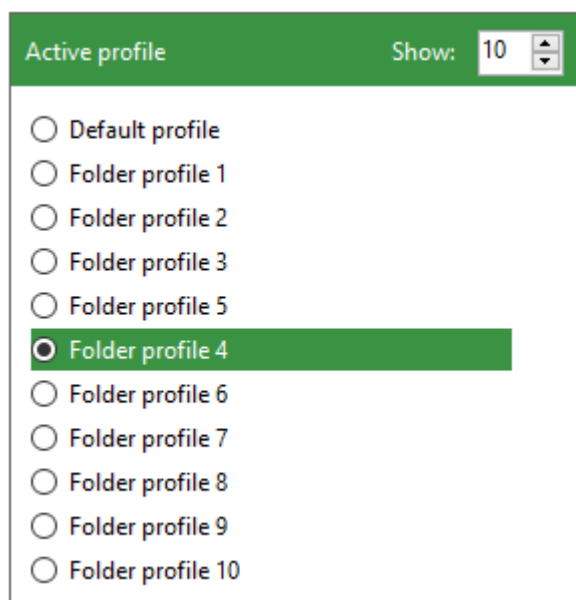 Active profile Show: 10
Default profile
Folder profile 1
Folder profile 2
Folder profile 3
Folder profile 5
Folder profile 4
Folder profile 6
Folder profile 7
Folder profile 8
Folder profile 9
Folder profile 10